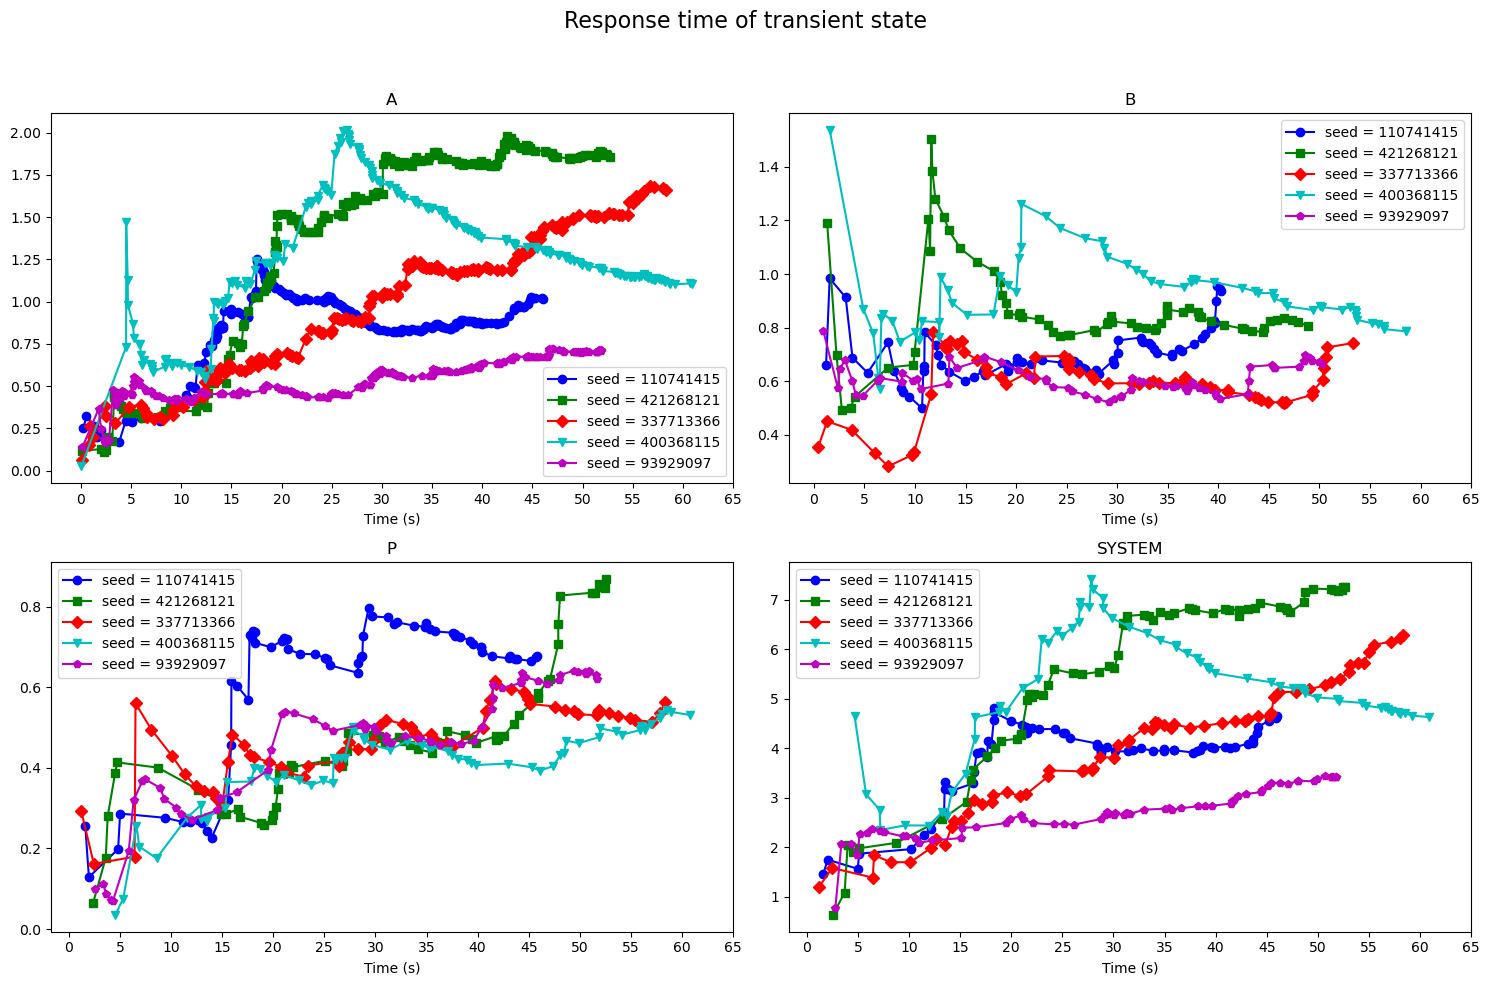 Response time of transient state
A
2.00
1.75
1.50
1.25
1.00
0.75
0.50
0.25
0.00
seed = 110741415
seed = 421268121
seed = 337713366
seed = 400368115
seed = 93929097
0 5 10 15 20 25 30 35 40 45 50 55 60 65
Time (s)
B
1.4
1.2
1.0
0.8
0.6
0.4
seed = 110741415
seed = 421268121
seed = 337713366
seed = 400368115
seed = 93929097
0 5 10 15 20 25 30 35 40 45 50 55 60 65
Time (s)
P
0.8
0.6
0.4
0.2
0.0
seed = 110741415
seed = 421268121
seed = 337713366
seed = 400368115
seed = 93929097
0 5 10 15 20 25 30 35 40 45 50 55 60 65
Time (s)
SYSTEM
7
6
5
4
3
2
1
seed = 110741415
seed = 421268121
seed = 337713366
seed = 400368115
seed = 93929097
0 5 10 15 20 25 30 35 40 45 50 55 60 65
Time (s)